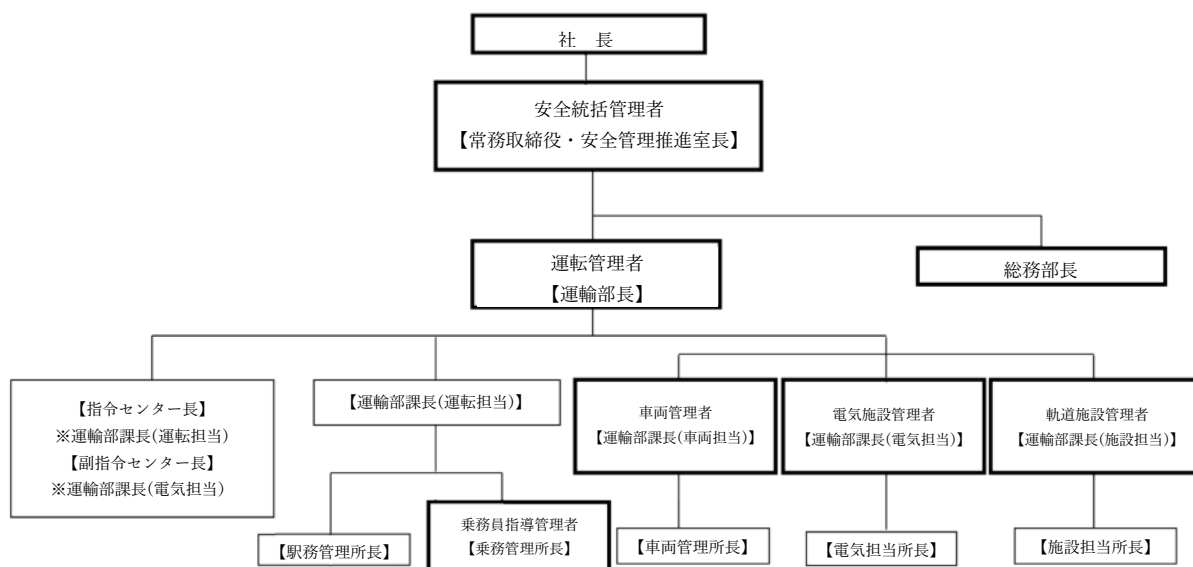 社　長
安全統括管理者
【常務取締役・安全管理推進室長】
運転管理者
【運輸部長】
総務部長
【指令センター長】
※運輸部課長(運転担当)
【副指令センター長】
※運輸部課長(電気担当)
【運輸部課長(運転担当)】
車両管理者
【運輸部課長(車両担当)】
電気施設管理者
【運輸部課長(電気担当)】
軌道施設管理者
【運輸部課長(施設担当)】
【駅務管理所長】
乗務員指導管理者
【乗務管理所長】
【車両管理所長】
【電気担当所長】
【施設担当所長】